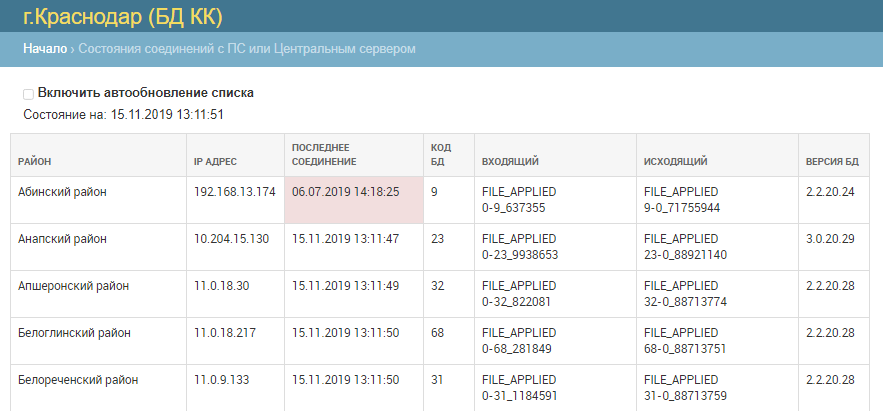 г.Краснодар (БД КК)
Начало › Состояния соединений с ПС или Центральным сервером
Включить автообновление списка
Состояние на: 15.11.2019 13:11:51
РАЙОН IP АДРЕС ПОСЛЕДНЕЕ СОЕДИНЕНИЕ КОД БД ВХОДЯЩИЙ ИСХОДЯЩИЙ ВЕРСИЯ БД
Абинский район 192.168.13.174 06.07.2019 14:18:25 9 FILE_APPLIED FILE_APPLIED 2.2.20.24
0-9_637355 9-0_71755944
Анапский район 10.204.15.130 15.11.2019 13:11:47 23 FILE_APPLIED FILE_APPLIED 3.0.20.29
0-23_9938653 23-0_88921140
Апшеронский район 11.0.18.30 15.11.2019 13:11:49 32 FILE_APPLIED FILE_APPLIED 2.2.20.28
0-32_822081 32-0_88713774
Белоглинский район 11.0.18.217 15.11.2019 13:11:50 68 FILE_APPLIED FILE_APPLIED 2.2.20.28
0-68_281849 68-0_88713751
Белореченский район 11.0.9.133 15.11.2019 13:11:50 31 FILE_APPLIED FILE_APPLIED 2.2.20.28
0-31_1184591 31-0_88713759